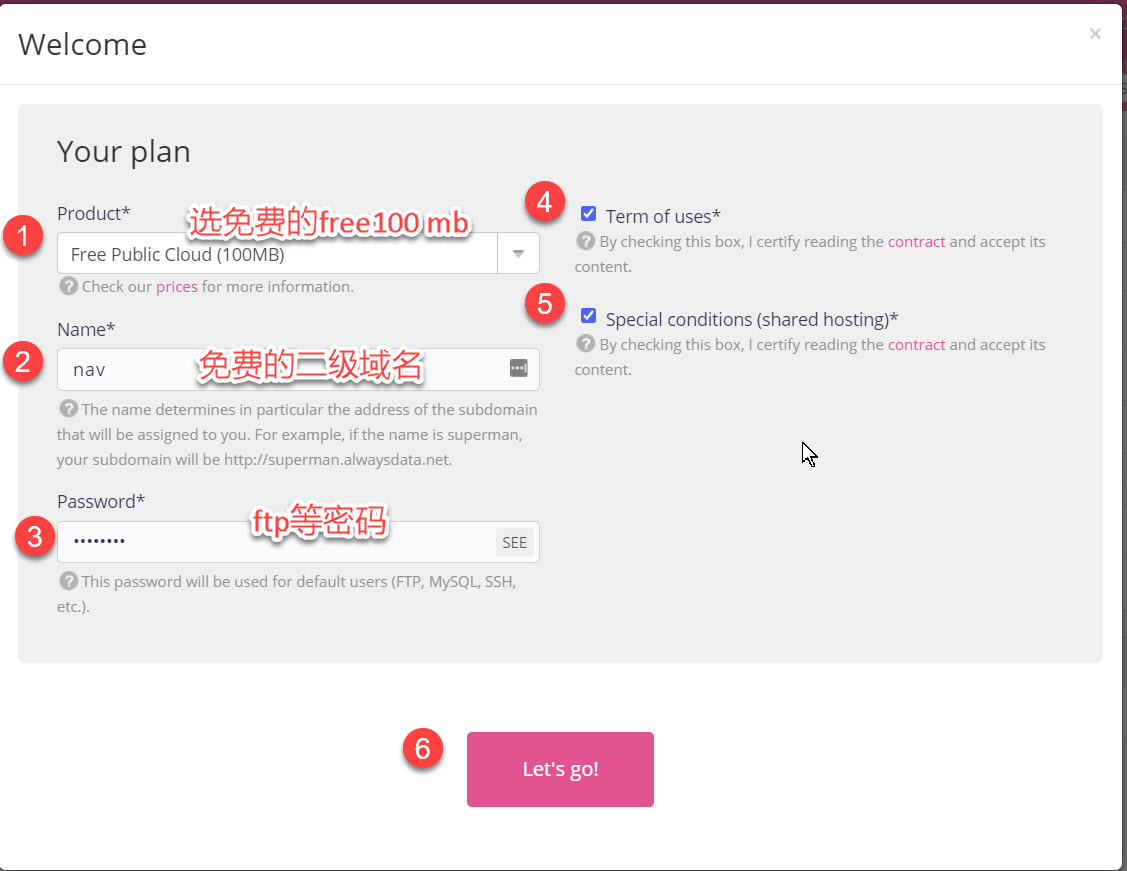 Welcome
×
Your plan
Product*
选免费的free100 mb
1
Free Public Cloud (100MB)
? Check our prices for more information.
Name*
2
nav
免费的二级域名
? The name determines in particular the address of the subdomain
that will be assigned to you. For example, if the name is superman,
your subdomain will be http://superman.alwaysdata.net.
Password*
3
••••••••
ftp等密码
SEE
? This password will be used for default users (FTP, MySQL, SSH,
etc.).
4
Term of uses*
? By checking this box, I certify reading the contract and accept its
content.
5
Special conditions (shared hosting)*
? By checking this box, I certify reading the contract and accept its
content.
6
Let's go!